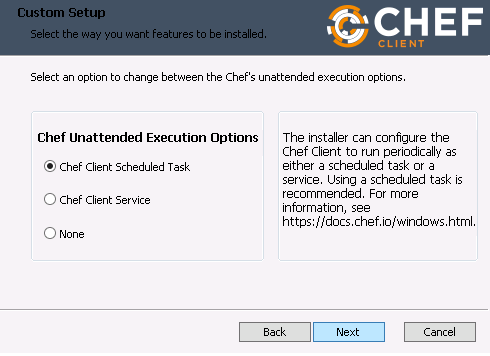 Custom Setup
Select the way you want features to be installed.
CHEF
CLIENT
Select an option to change between the Chef's unattended execution options.
Chef Unattended Execution Options
Chef Client Scheduled Task
Chef Client Service
None
The installer can configure the
Chef Client to run periodically as
either a scheduled task or a
service. Using a scheduled task is
recommended. For more
information, see
https://docs.chef.io/windows.html.
Back
Next
Cancel